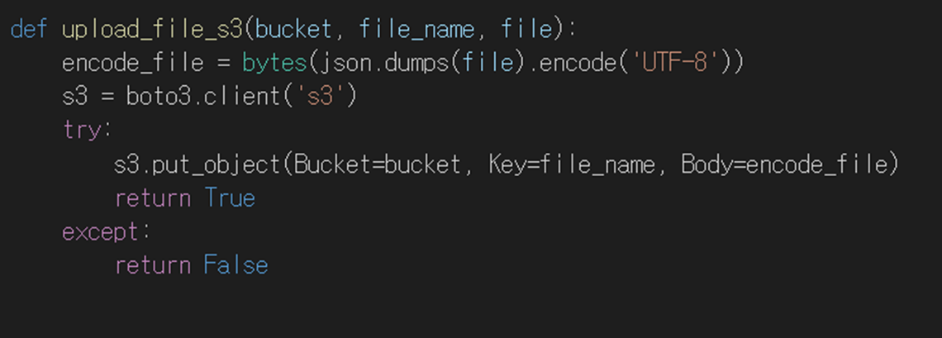 def upload_file_s3(bucket, file_name, file):
    encode_file = bytes(json.dumps(file).encode('UTF-8'))
    s3 = boto3.client('s3')
    try:
        s3.put_object(Bucket=bucket, Key=file_name, Body=encode_file)
        return True
    except:
        return False